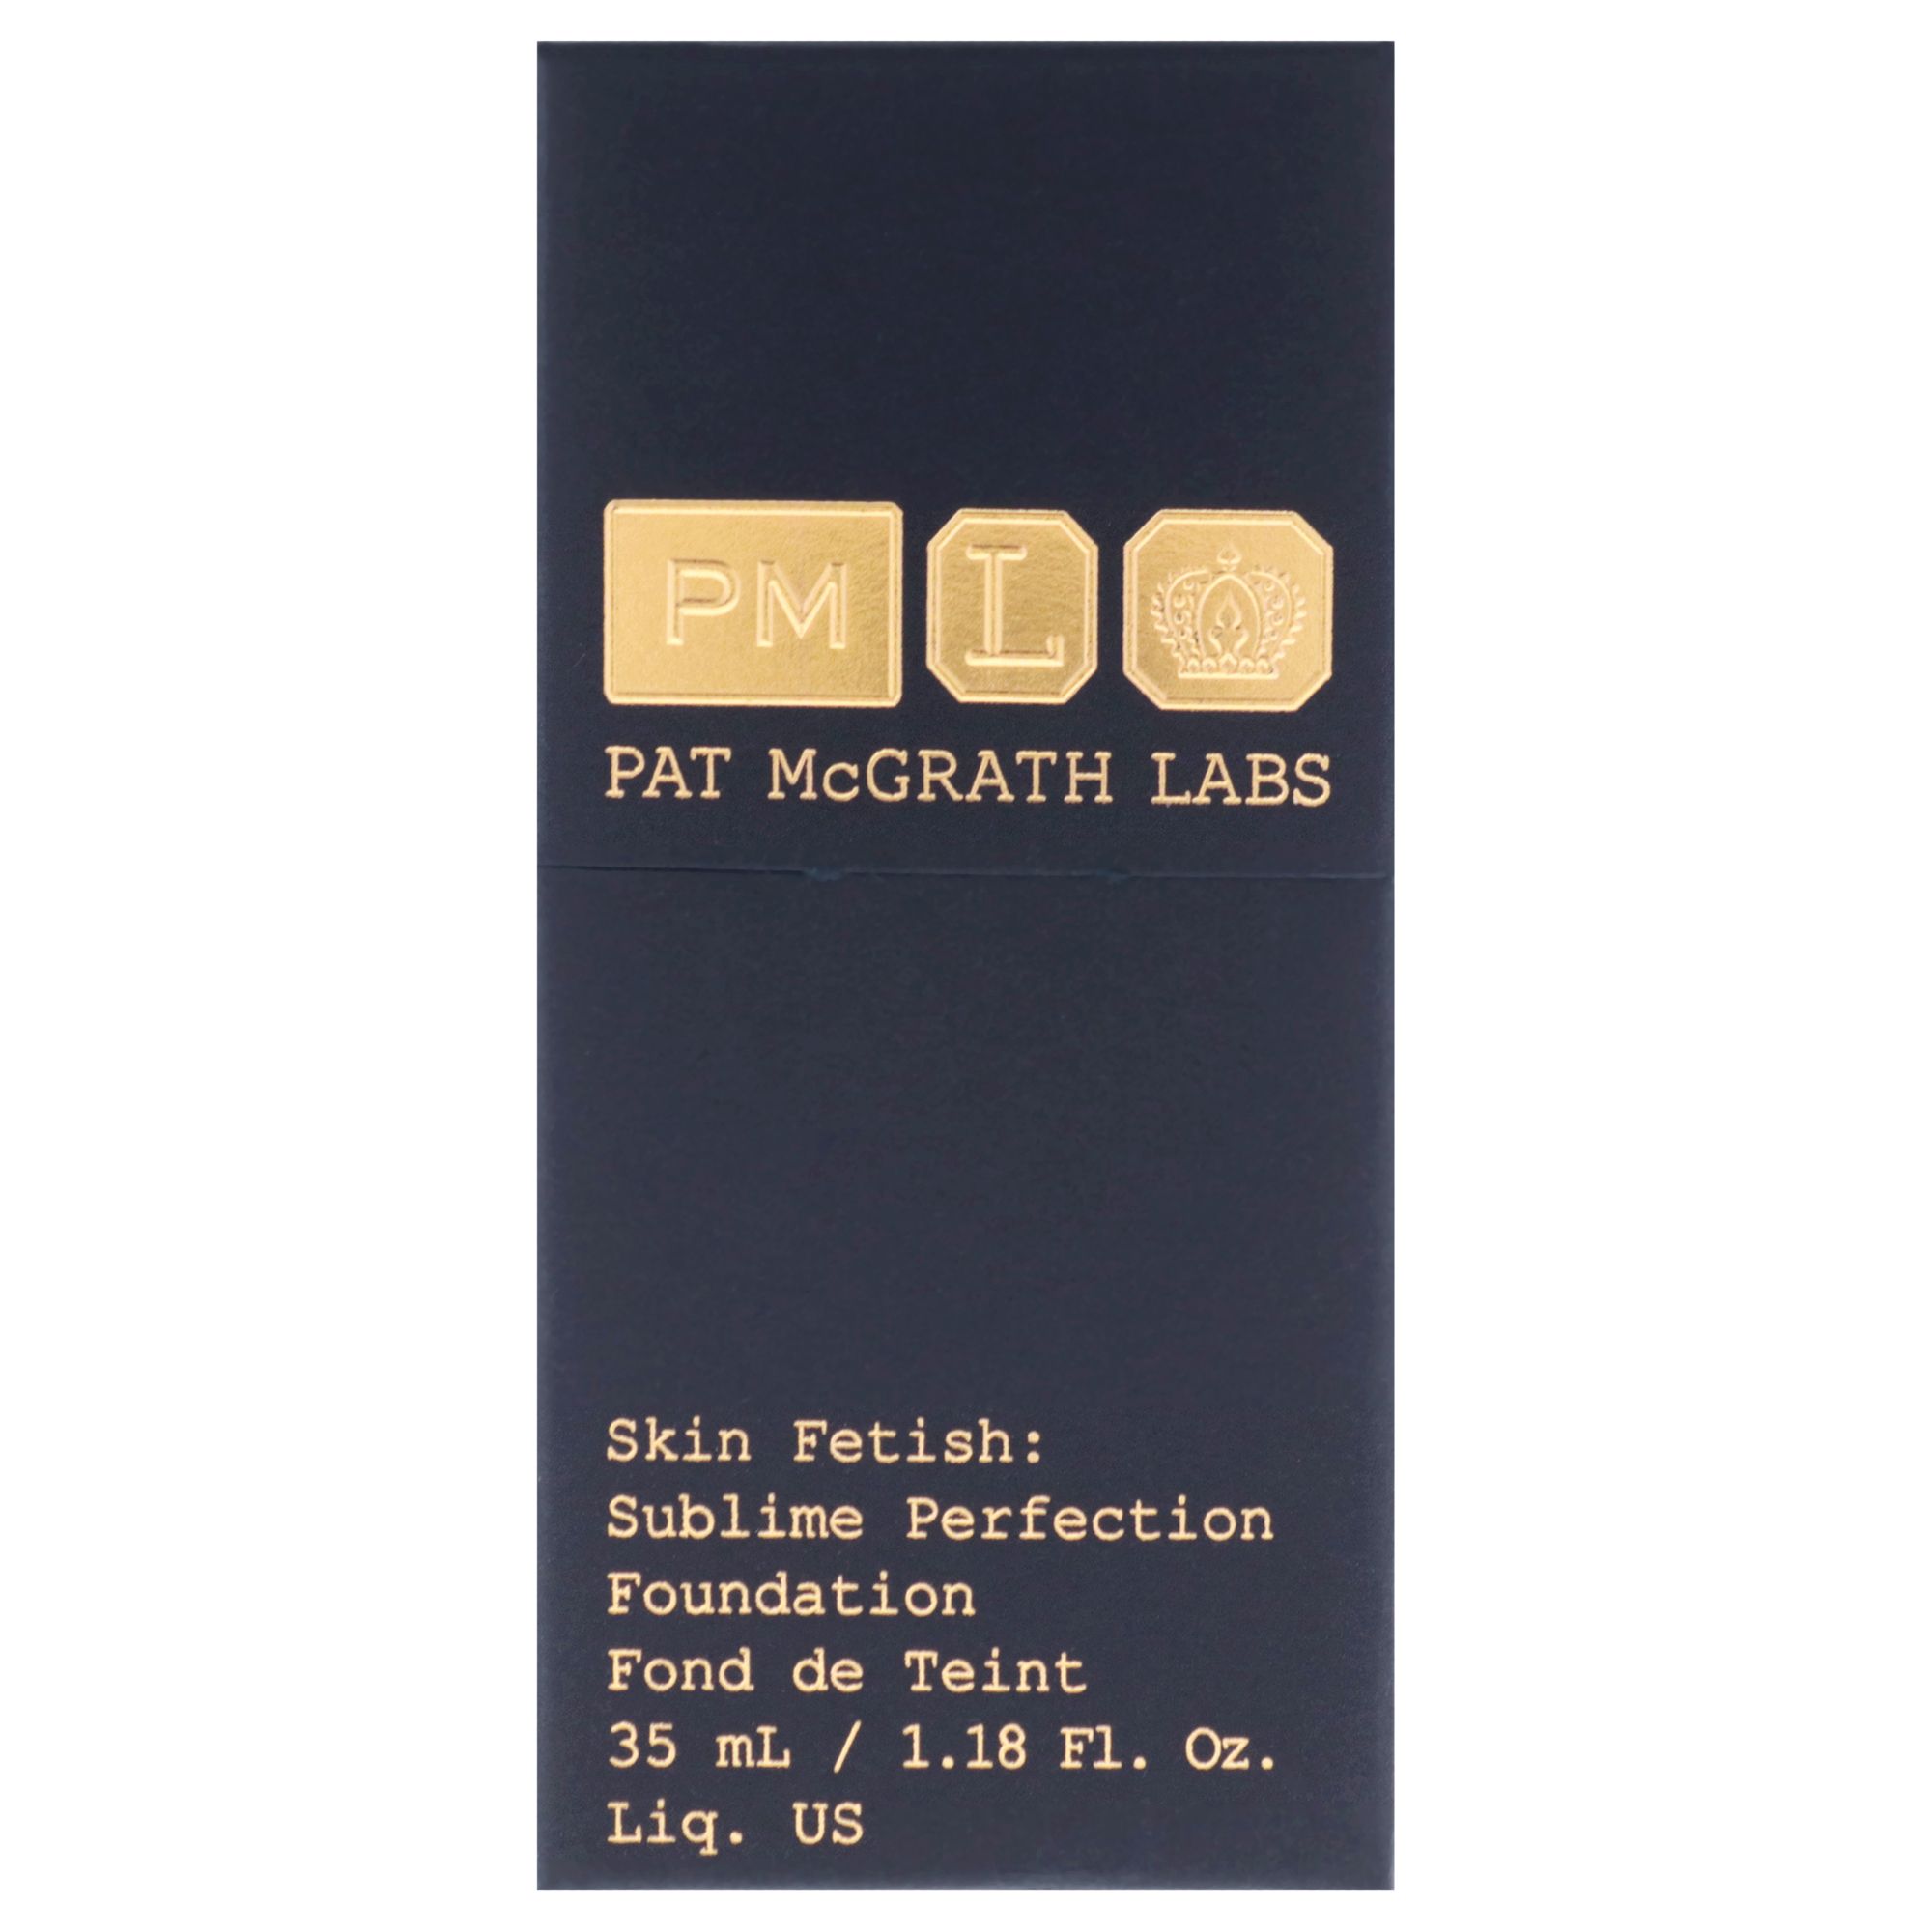 PM L
PAT McGRATH LABS
Skin Fetish:
Sublime Perfection
Foundation
Fond de Teint
35 mL / 1.18 Fl. Oz.
Liq. US